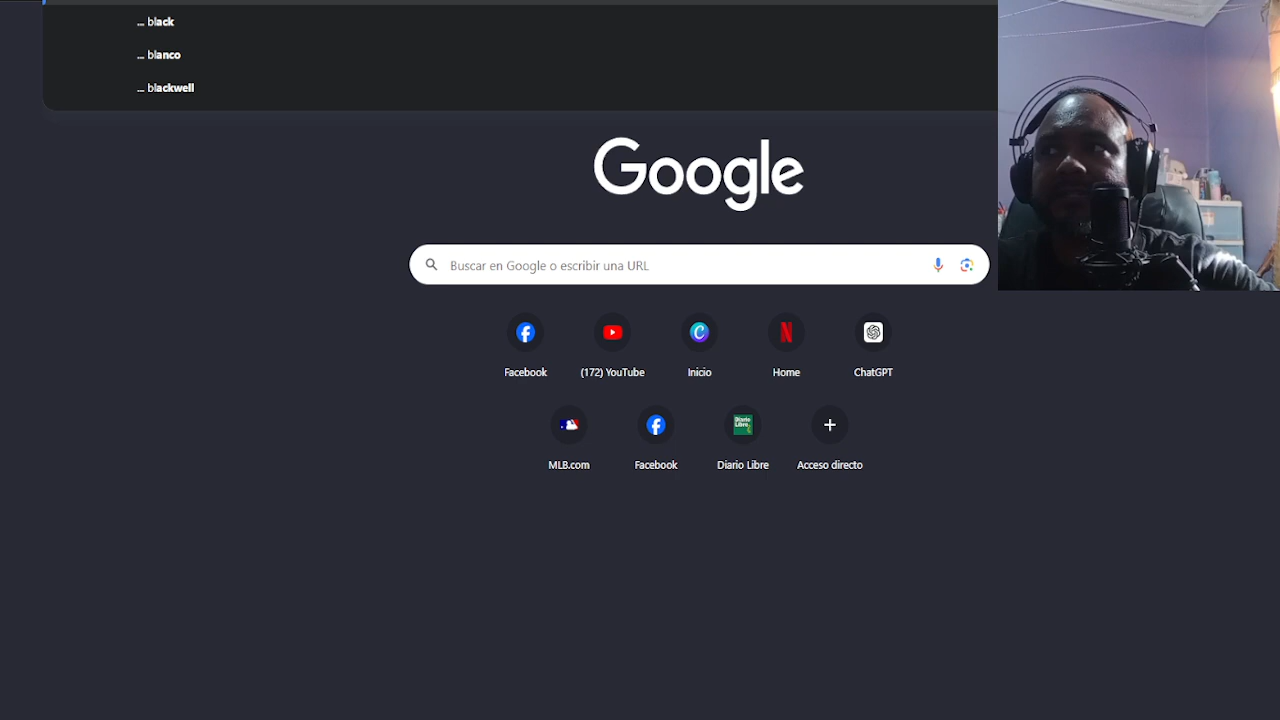 ... black
... blanco
... blackwell
Google
Buscar en Google o escribir una URL
Facebook
(172) YouTube
Inicio
Home
ChatGPT
MLB.com
Facebook
Diario Libre
Acceso directo